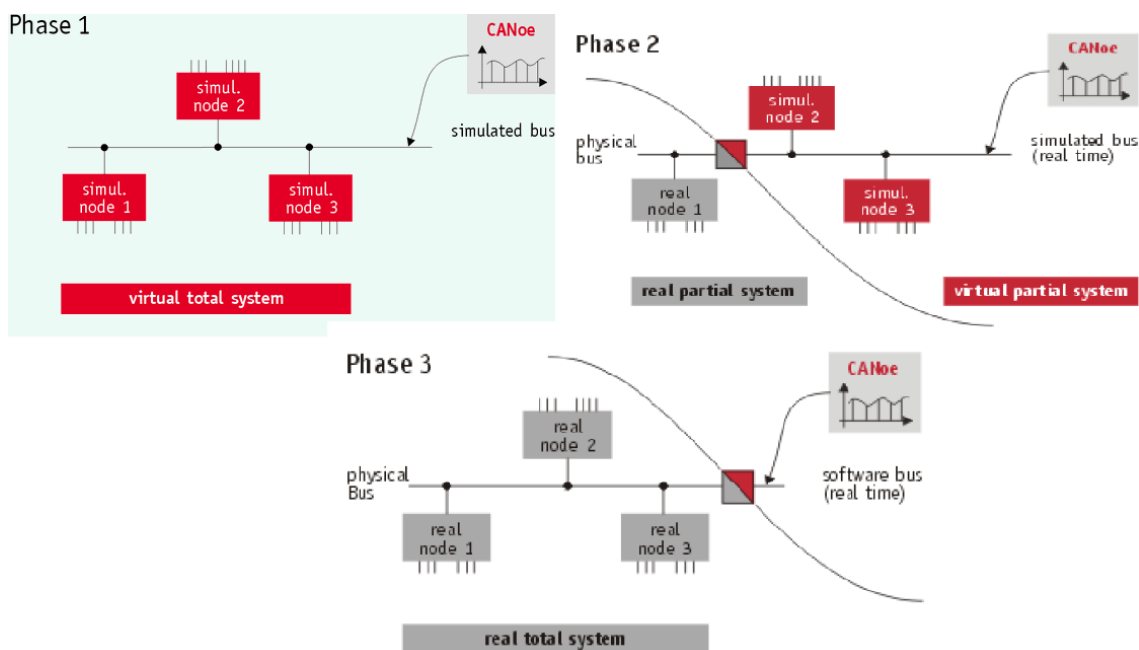 Phase 1
CANoe
simul.
node 2
simulated bus
simul.
node 1
simul.
node 3
virtual total system
Phase 2
CANoe
simul.
node 2
physical
bus
simulated bus
(real time)
real
node 1
simul.
node 3
real partial system
virtual partial system
Phase 3
CANoe
real
node 2
physical
Bus
software bus
(real time)
real
node 1
real
node 3
real total system